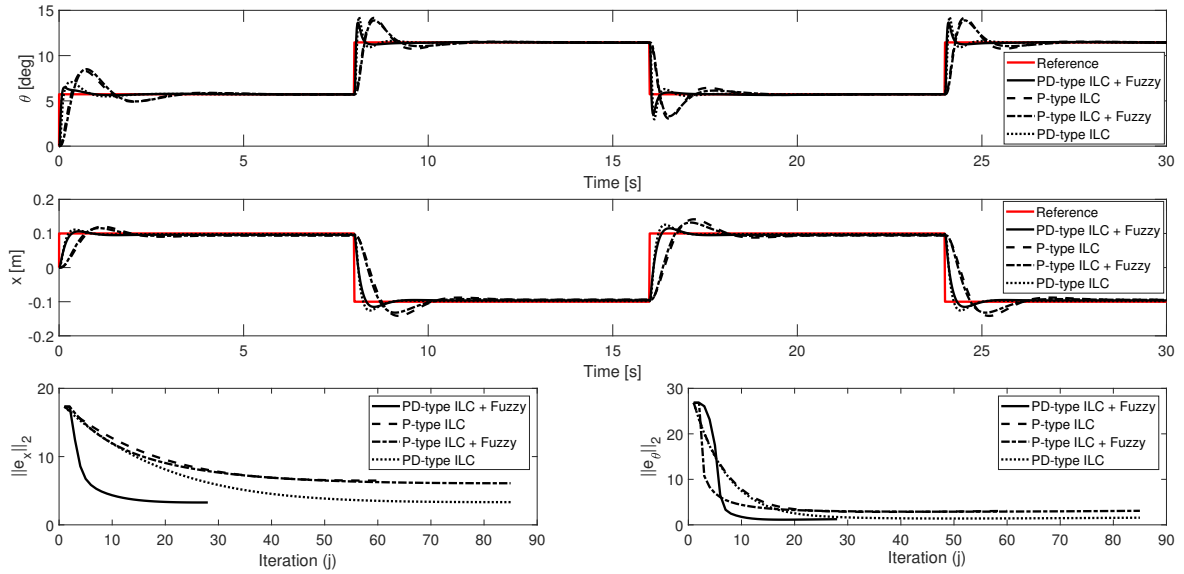 15
10
5
0
θ [deg]
0
5
10
15
20
25
30
Time [s]
Reference
PD-type ILC + Fuzzy
P-type ILC
P-type ILC + Fuzzy
PD-type ILC
0.2
0.1
0
-0.1
-0.2
x [m]
0
5
10
15
20
25
30
Time [s]
Reference
PD-type ILC + Fuzzy
P-type ILC
P-type ILC + Fuzzy
PD-type ILC
20
10
0
||e_x||_2
0
10
20
30
40
50
60
70
80
90
Iteration (j)
PD-type ILC + Fuzzy
P-type ILC
P-type ILC + Fuzzy
PD-type ILC
30
20
10
0
||e_θ||_2
0
10
20
30
40
50
60
70
80
90
Iteration (j)
PD-type ILC + Fuzzy
P-type ILC
P-type ILC + Fuzzy
PD-type ILC